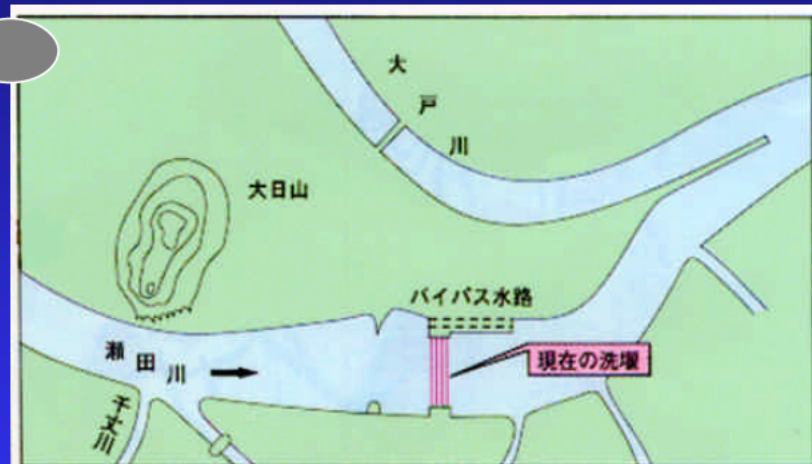 大戸川
大日山
バイパス水路
瀬田川
現在の洗堰
千丈川